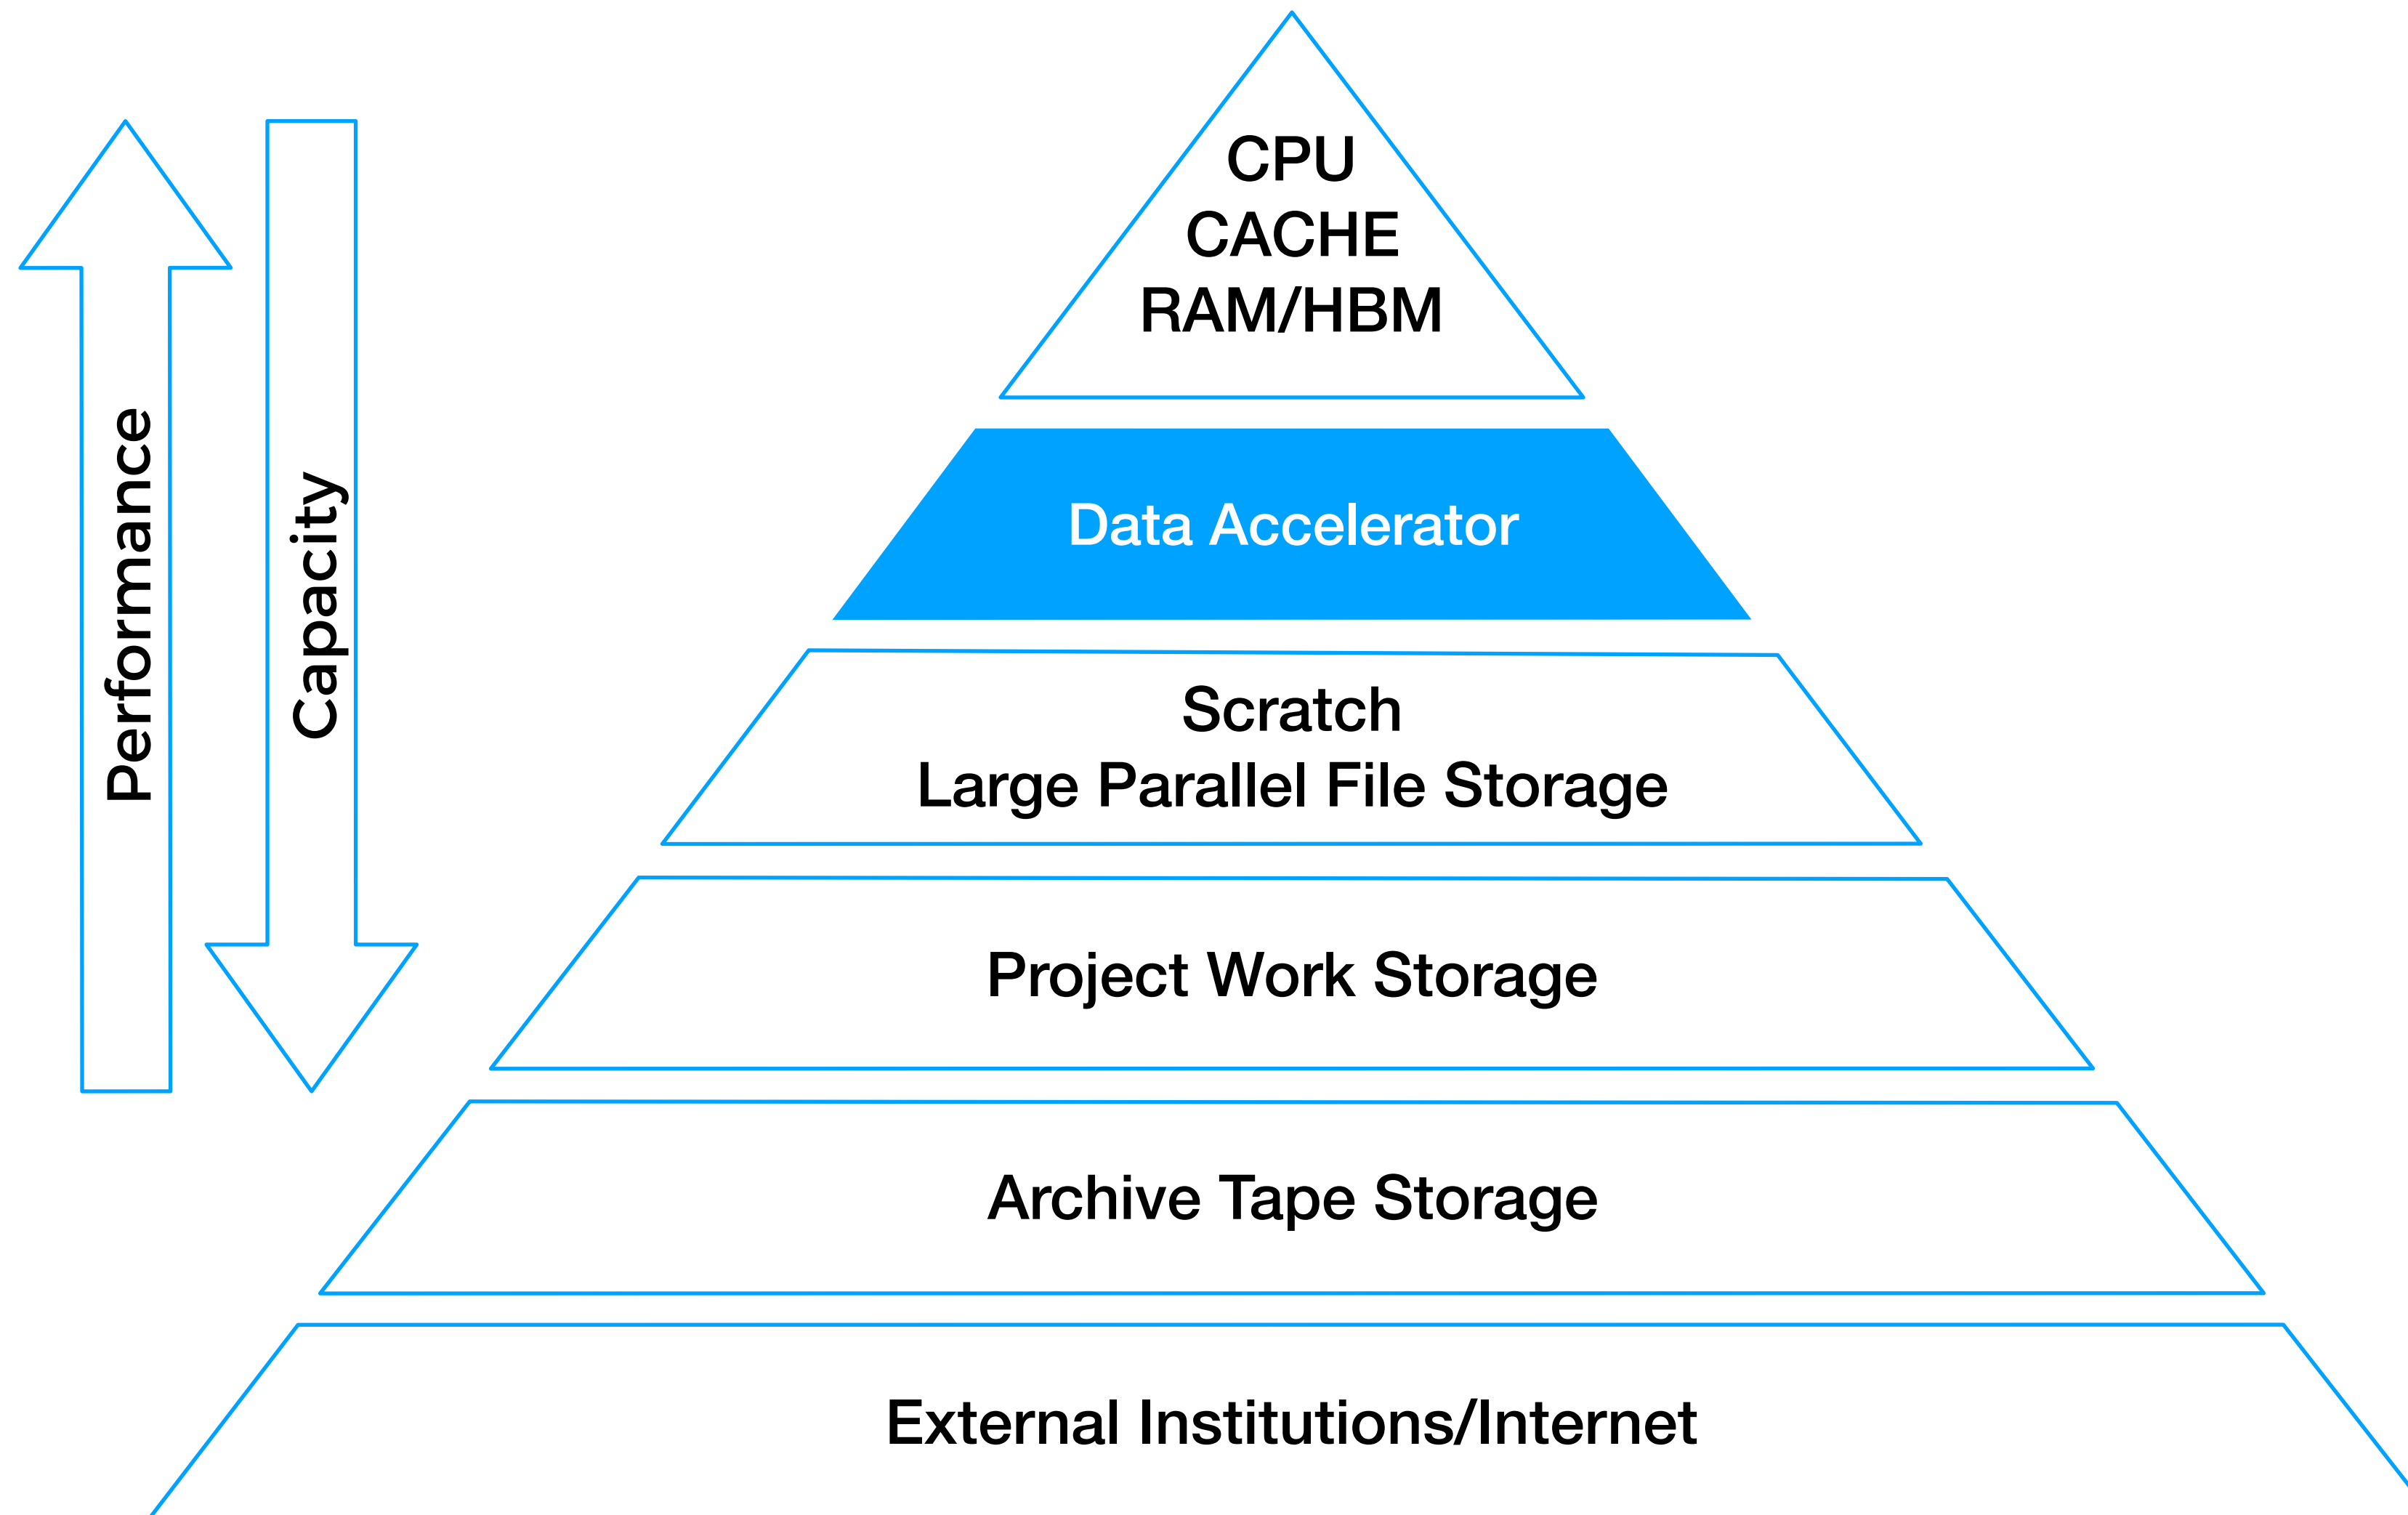 Performance
Capacity
CPU
CACHE
RAM/HBM
Data Accelerator
Scratch
Large Parallel File Storage
Project Work Storage
Archive Tape Storage
External Institutions/Internet